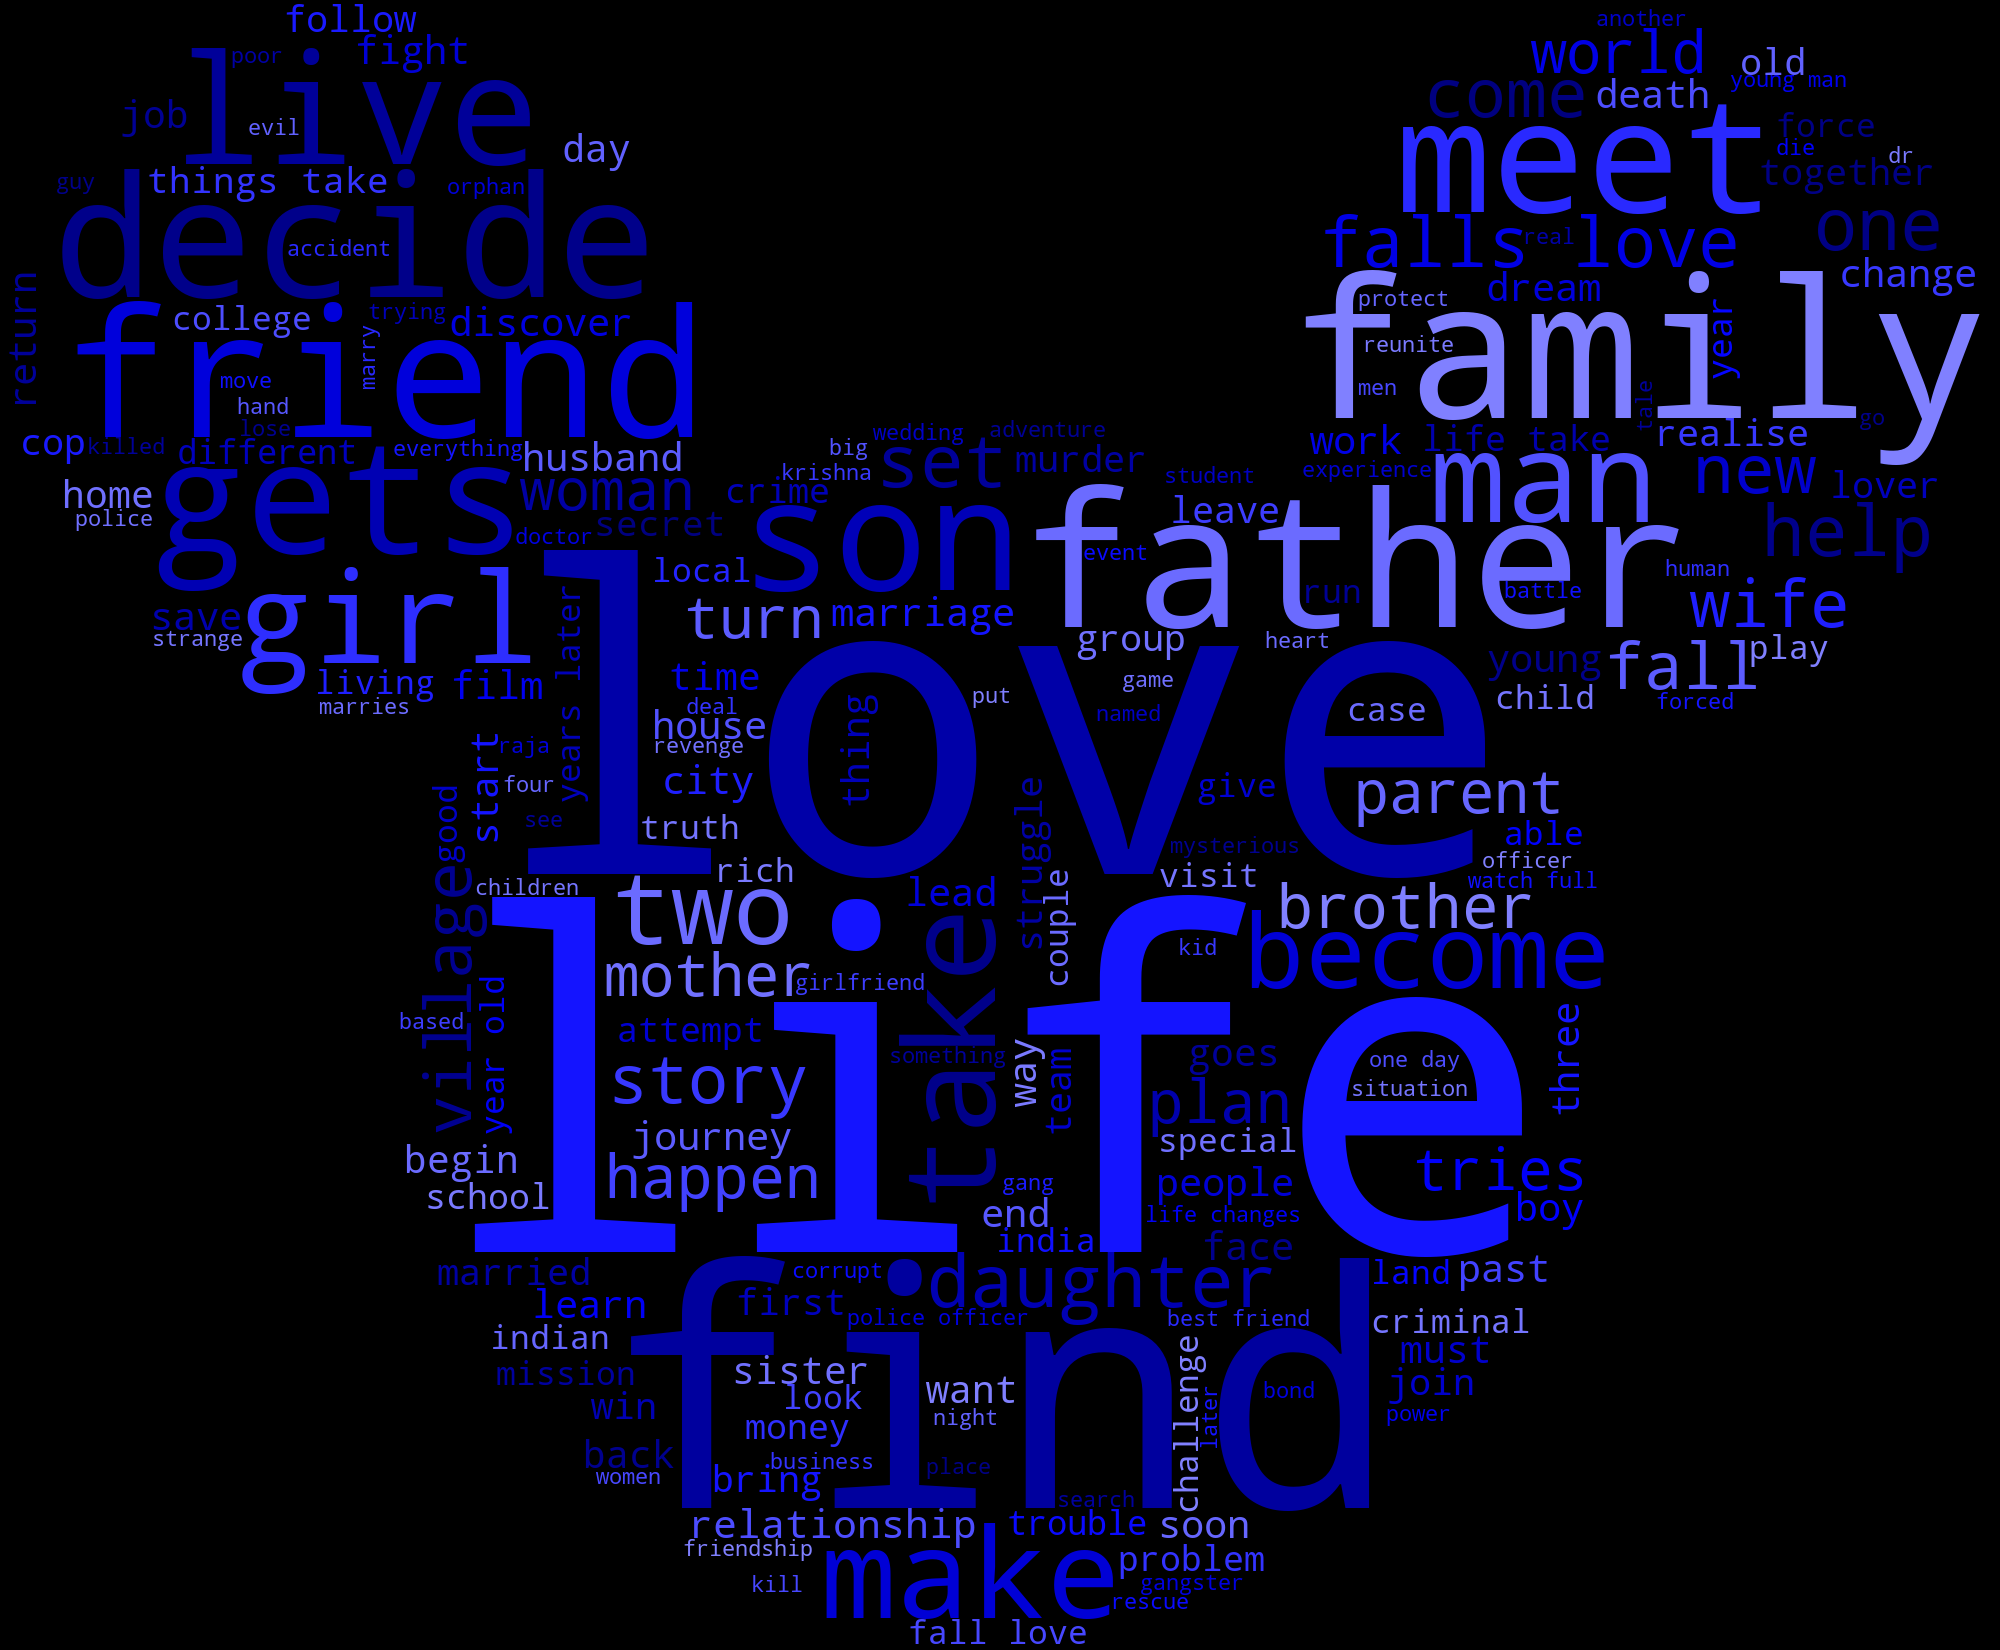 follow
poor
fight
live
job
evil
day
guy
things take
orphan
decide
accident
return
college
trying
discover
friend
marry
move
hand
lose
cop
killed
different
everything
husband
home
police
gets
woman
doctor
secret
save
strange
girl
living
film
marries
another
world
old
young man
come
death
meet
force
die
dr
together
falls love
real
one
dream
change
protect
family
year
reunite
men
tale
go
work
life take
realise
experience
man
new
lover
help
wedding
adventure
big
set
murder
krishna
crime
student
leave
son
father
event
human
battle
run
wife
local
turn
marriage
group
heart
young
fall
play
years later
time
game
child
forced
deal
put
named
case
love
house
thing
revenge
raja
start
four
city
see
good
truth
struggle
give
parent
able
mysterious
officer
watch full
rich
visit
children
two
lead
couple
brother
village
take
kid
become
mother
girlfriend
year old
based
attempt
something
way
team
goes
one day
situation
three
life
story
plan
journey
special
begin
happen
school
gang
people
tries
end
life changes
boy
india
face
married
corrupt
daughter
land
past
learn
first
police officer
best friend
criminal
indian
find
must
mission
sister
challenge
look
want
bond
join
win
night
later
power
money
back
business
place
women
bring
search
relationship
trouble
soon
friendship
make
problem
kill
gangster
rescue
fall love